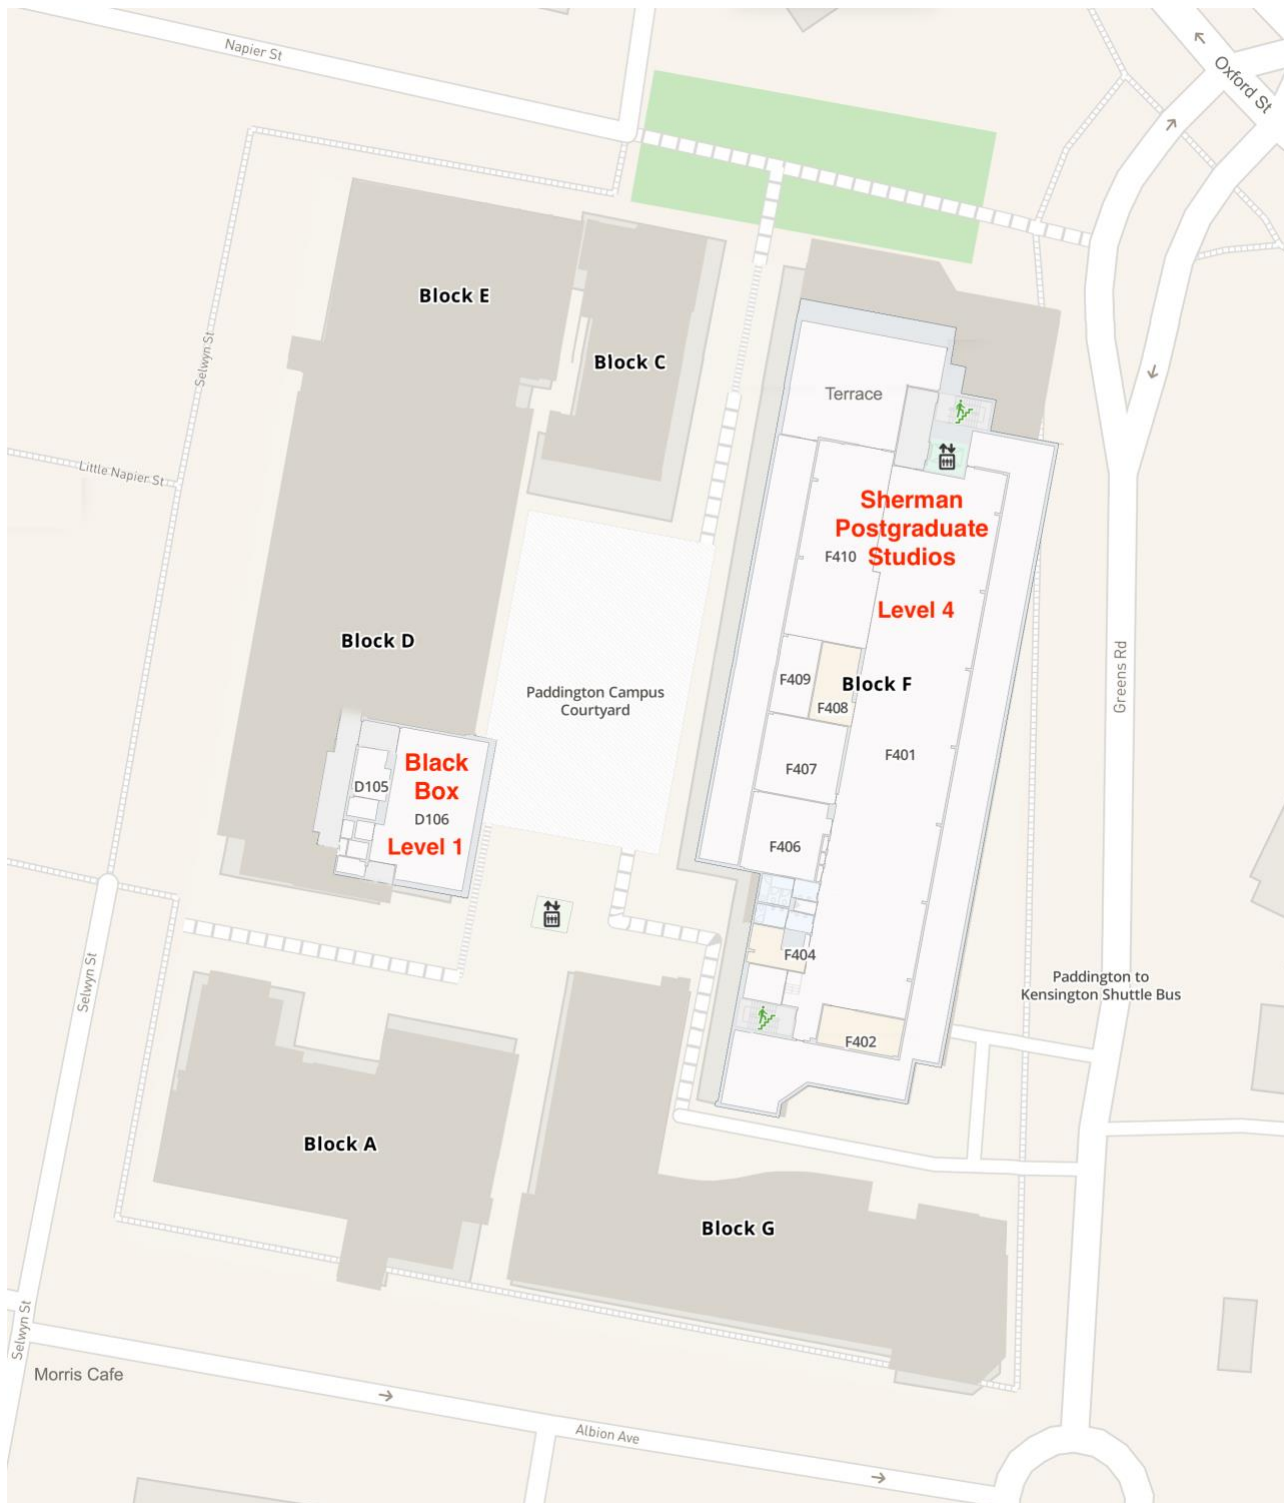 Napier St
Oxford St
Block E
Block C
Selwyn St
Terrace
Little Napier St
Sherman
Postgraduate
Studios
F410
Level 4
Block D
Greens Rd
F409
Block F
F408
Paddington Campus
Courtyard
F401
Black
Box
D105
F407
D106
Level 1
F406
F404
Selwyn St
Paddington to
Kensington Shuttle Bus
F402
Block A
Block G
Selwyn St
Morris Cafe
Albion Ave